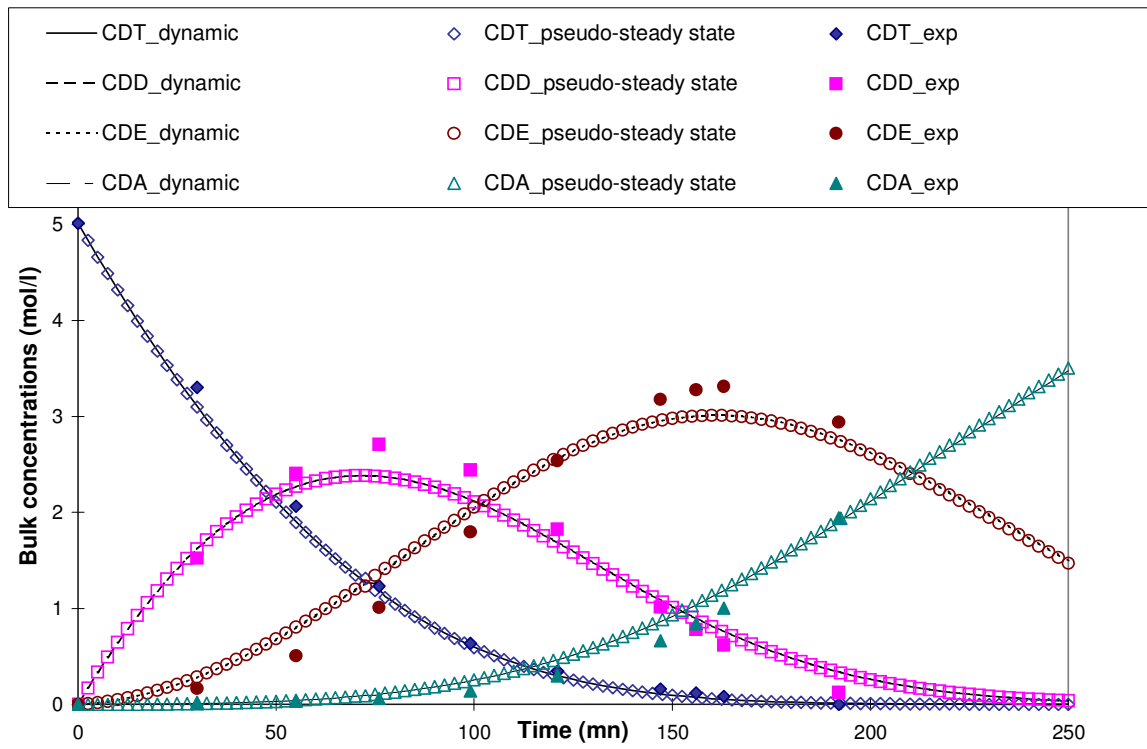 CDT_dynamic CDT_pseudo-steady state CDT_exp
CDD_dynamic CDD_pseudo-steady state CDD_exp
CDE_dynamic CDE_pseudo-steady state CDE_exp
CDA_dynamic CDA_pseudo-steady state CDA_exp
5
4
3
2
1
0
Bulk concentrations (mol/l)
0 50 100 150 200 250
Time (mn)